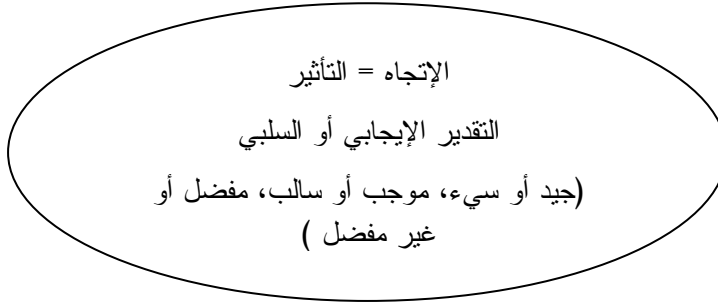 الإتجاه = التأثير
التقدير الإيجابي أو السلبي
(جيد أو سيء، موجب أو سالب، مفضل أو
غير مفضل )